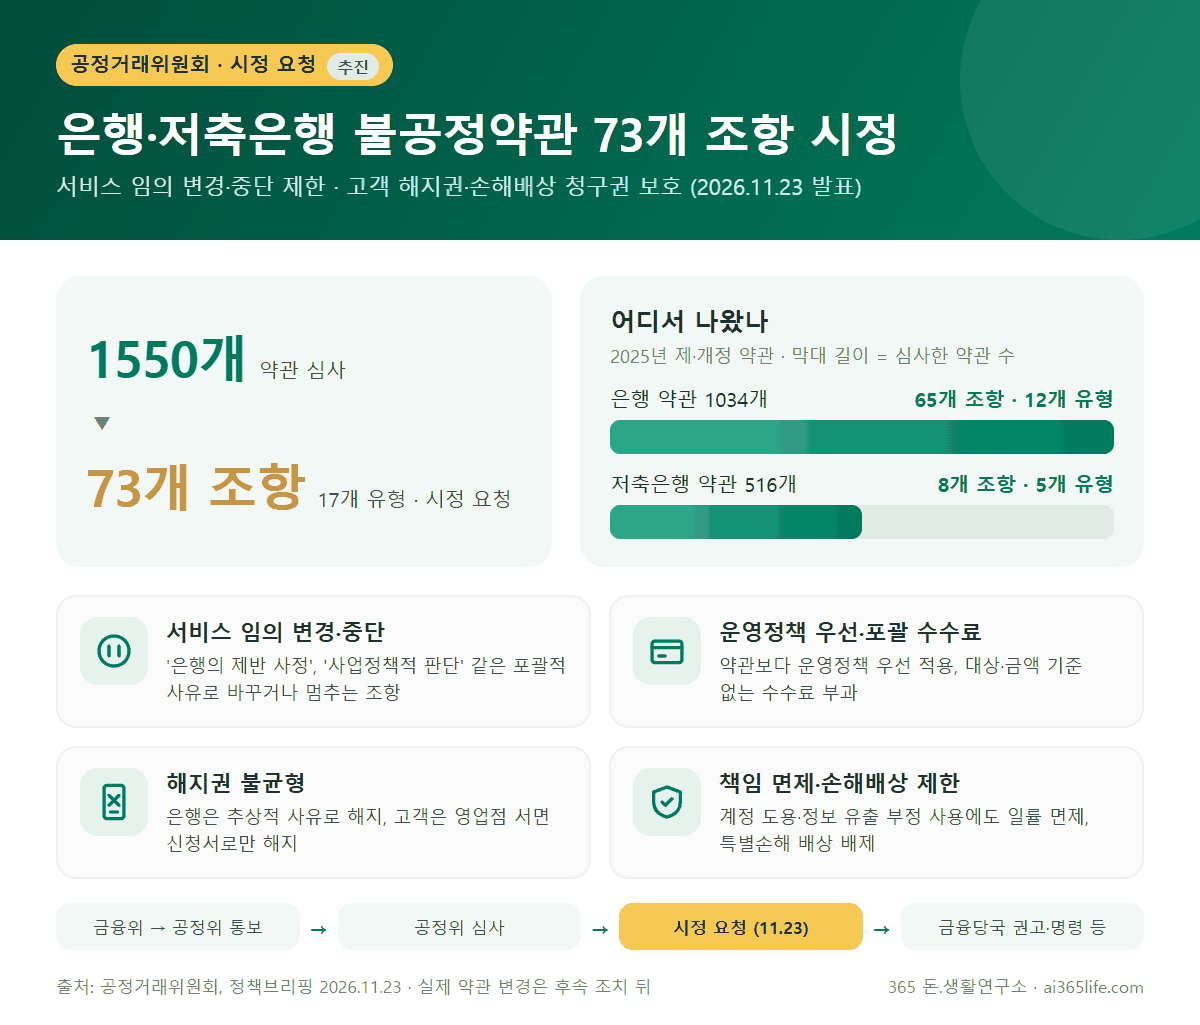 공정거래위원회 · 시정 요청 추진
은행·저축은행 불공정약관 73개 조항 시정
서비스 임의 변경·중단 제한 · 고객 해지권·손해배상 청구권 보호 (2026.11.23 발표)
1550개 약관 심사
▼
73개 조항 17개 유형 · 시정 요청
어디서 나왔나
2025년 제·개정 약관 · 막대 길이 = 심사한 약관 수
은행 약관 1034개 65개 조항 · 12개 유형
저축은행 약관 516개 8개 조항 · 5개 유형
서비스 임의 변경·중단
'은행의 제반 사정', '사업정책적 판단' 같은 포괄적
사유로 바꾸거나 멈추는 조항
운영정책 우선·포괄 수수료
약관보다 운영정책 우선 적용, 대상·금액 기준
없는 수수료 부과
해지권 불균형
은행은 추상적 사유로 해지, 고객은 영업점 서면
신청서로만 해지
책임 면제·손해배상 제한
계정 도용·정보 유출 부정 사용에도 일률 면제,
특별손해 배상 배제
금융위 → 공정위 통보 → 공정위 심사 → 시정 요청 (11.23) → 금융당국 권고·명령 등
출처: 공정거래위원회, 정책브리핑 2026.11.23 · 실제 약관 변경은 후속 조치 뒤
365 돈.생활연구소 · ai365life.com